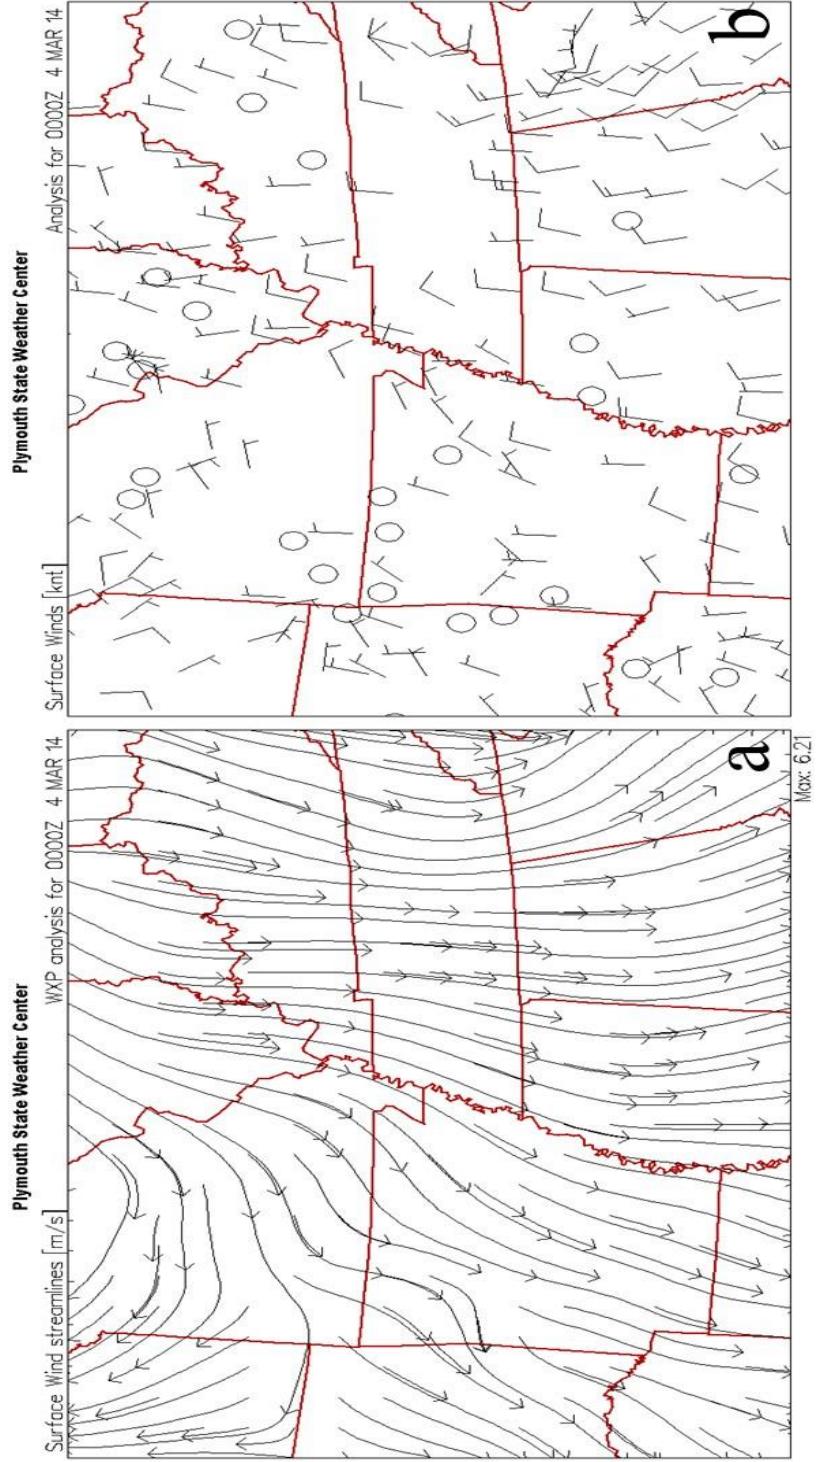 Plymouth State Weather Center
Surface Wind streamlines [m/s]
WXP analysis for 0000Z 4 MAR 14
a
Max: 6.21
Plymouth State Weather Center
Surface Winds [knt]
Analysis for 0000Z 4 MAR 14
b